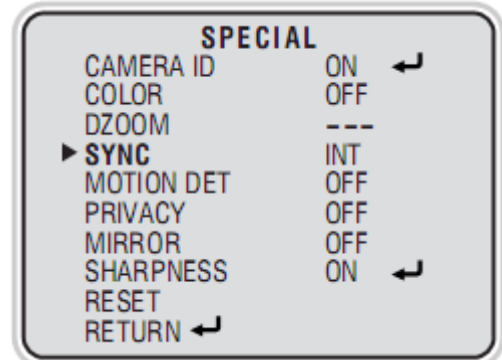 SPECIAL
CAMERA ID ON ↵
COLOR OFF
DZOOM ---
▶ SYNC INT
MOTION DET OFF
PRIVACY OFF
MIRROR OFF
SHARPNESS ON ↵
RESET
RETURN ↵